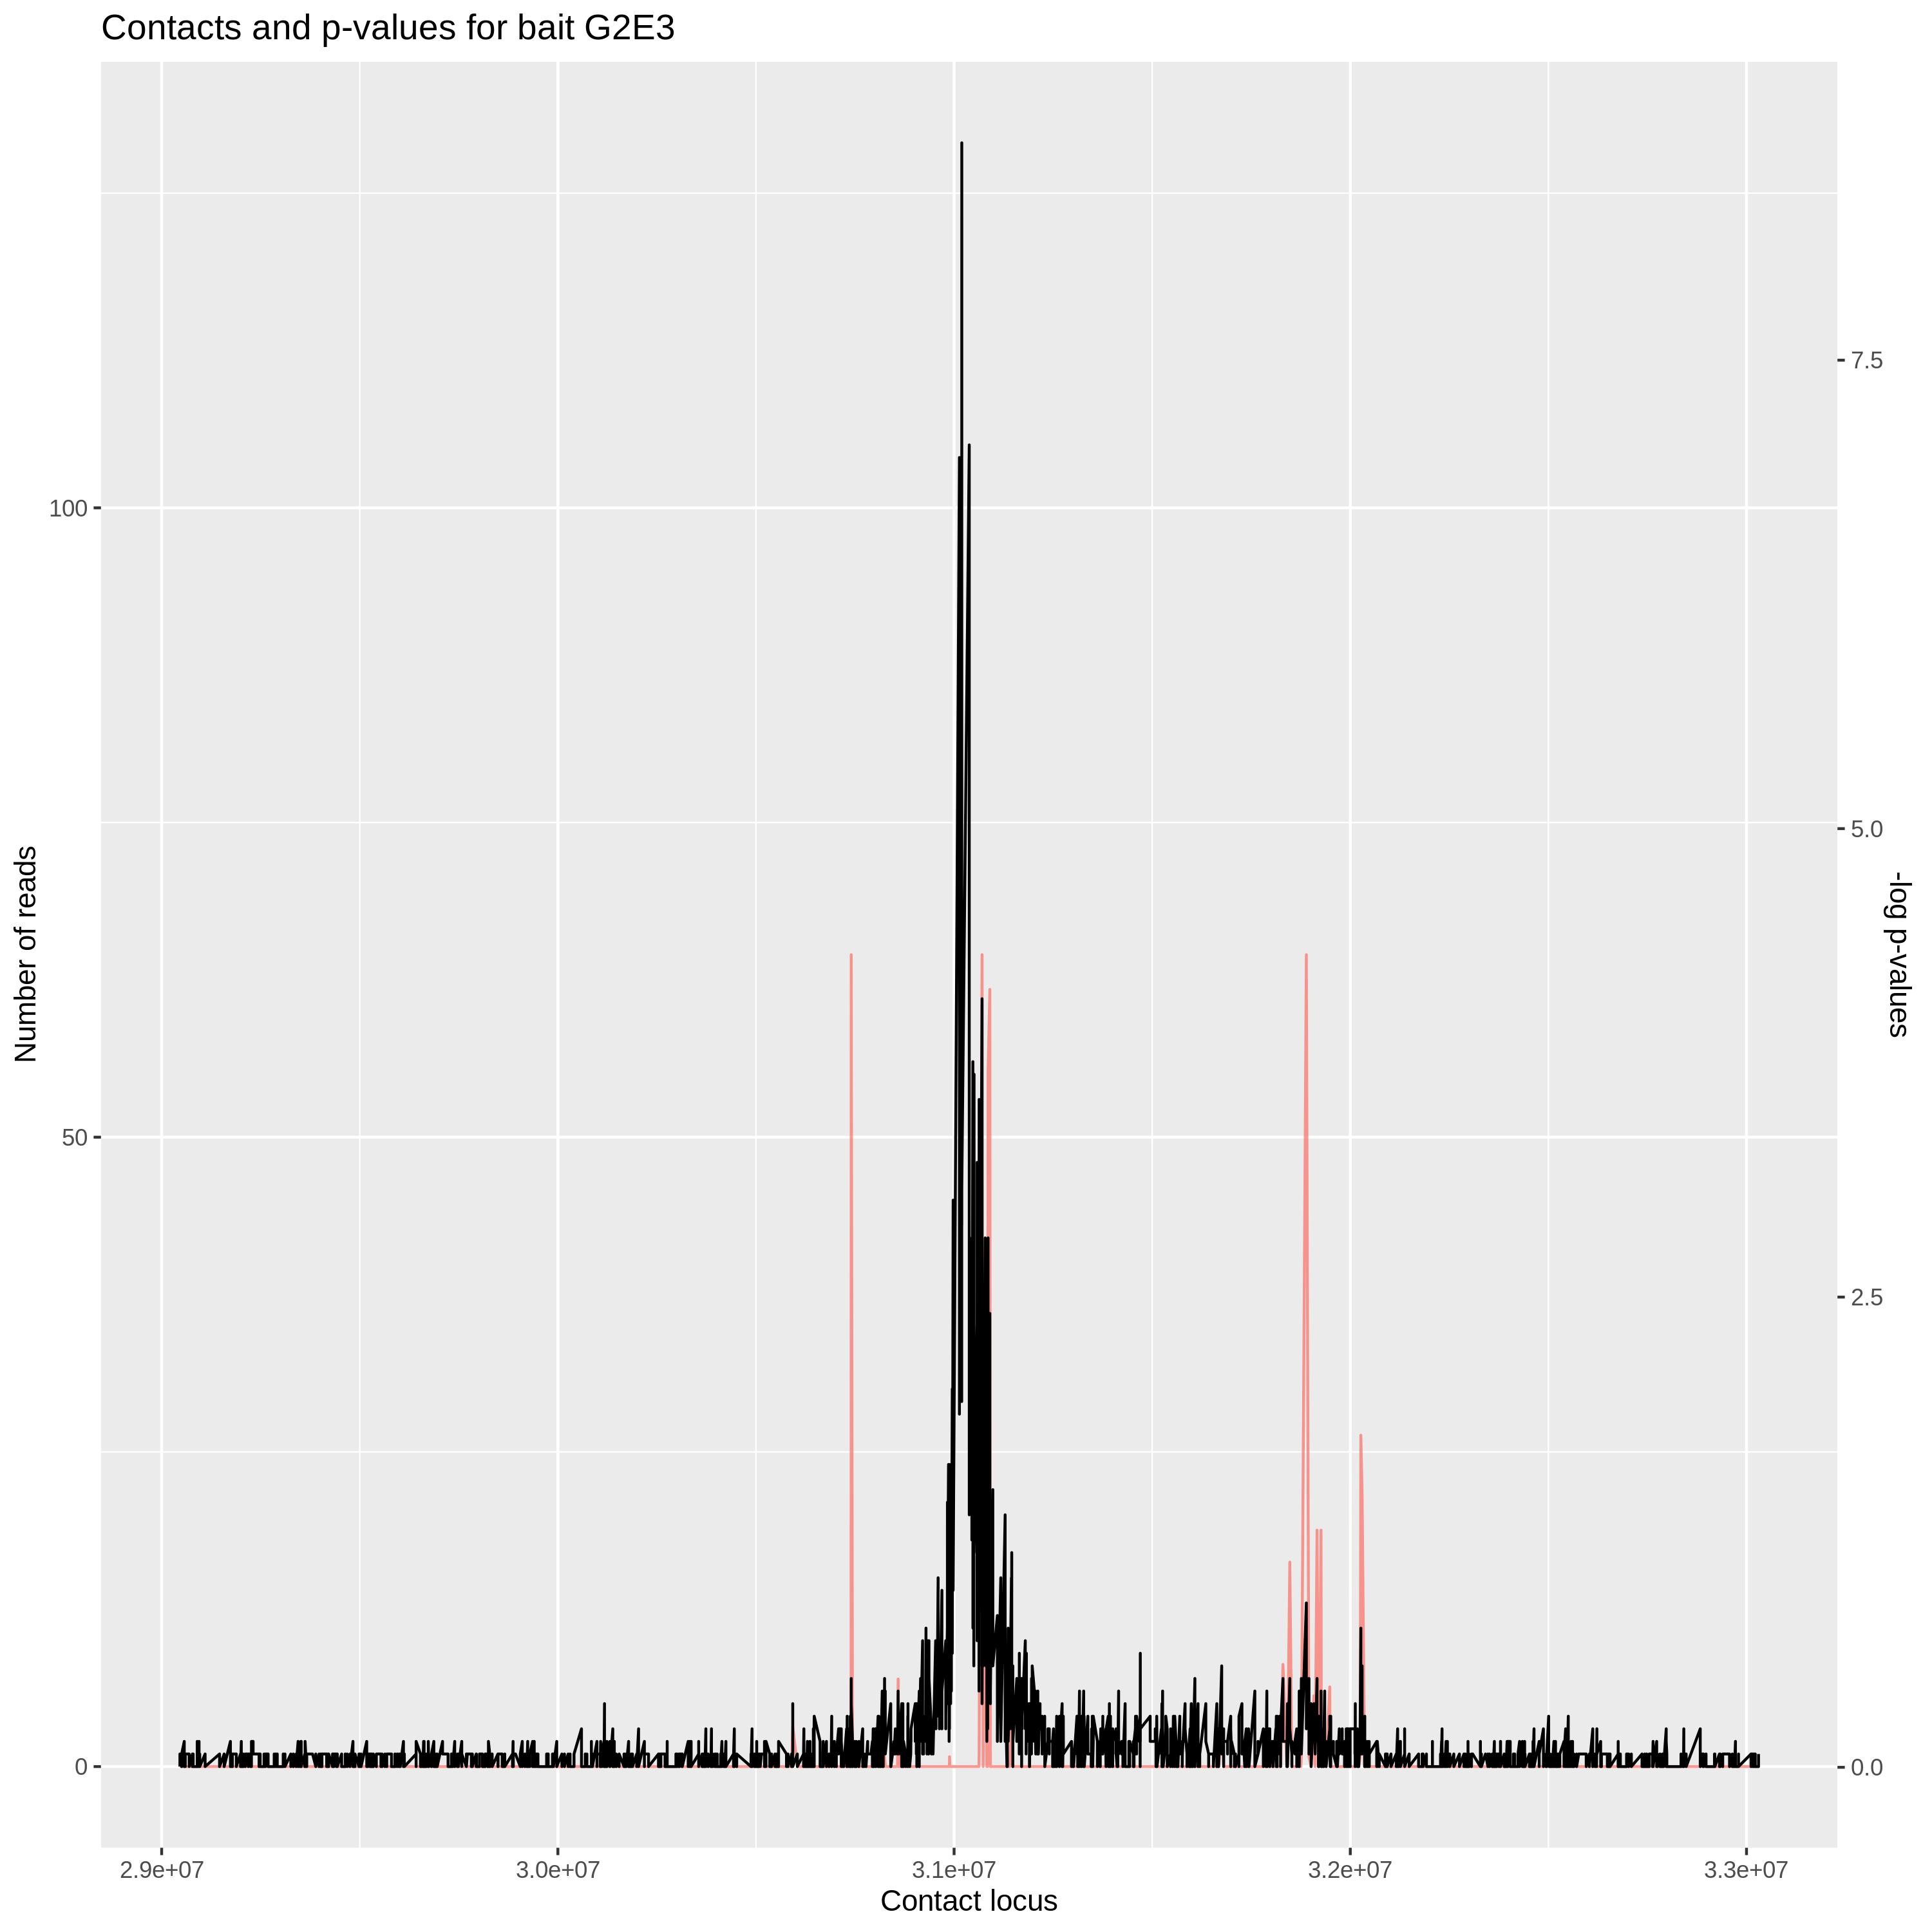 Contacts and p-values for bait G2E3
Number of reads
100
50
0
7.5
5.0
2.5
0.0
-log p-values
2.9e+07
3.0e+07
3.1e+07
3.2e+07
3.3e+07
Contact locus